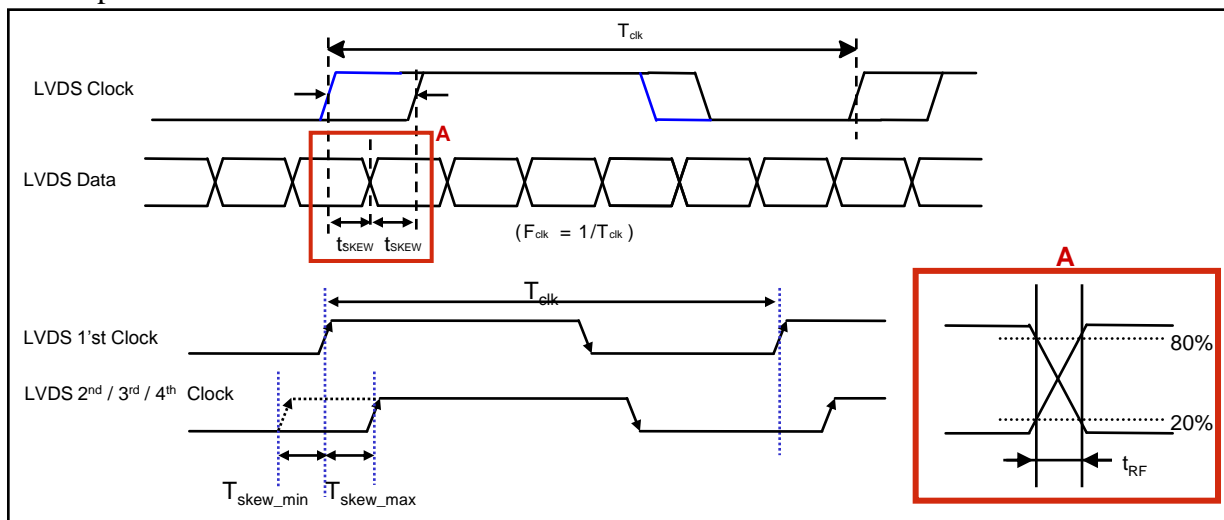 Tclk
LVDS Clock
A
LVDS Data
tSKEW tSKEW
(Fclk = 1/Tclk)
A
Tclk
LVDS 1'st Clock
80%
LVDS 2nd / 3rd / 4th Clock
20%
tRF
Tskew_min Tskew_max